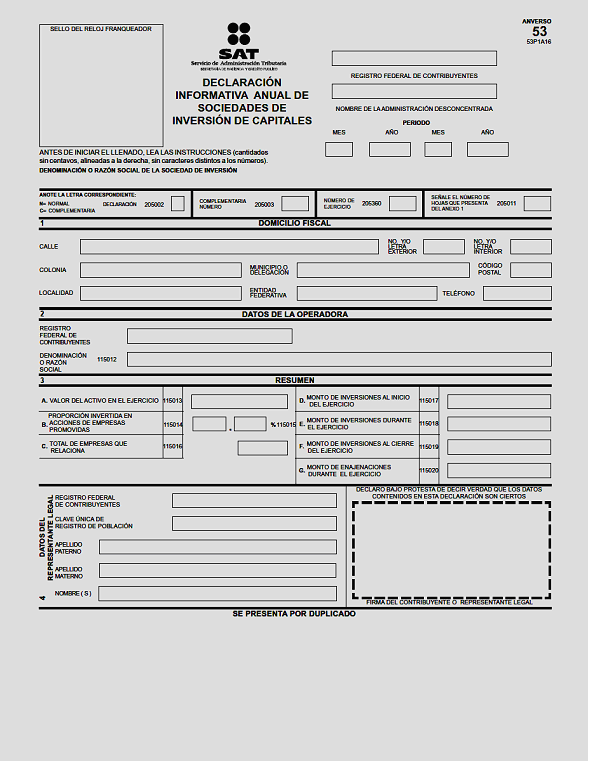 SELLO DEL RELOJ FRANQUEADOR
ANVERSO
53
53P1A16
SAT
Servicio de Administración Tributaria
SECRETARÍA DE HACIENDA Y CRÉDITO PÚBLICO
DECLARACIÓN
INFORMATIVA ANUAL DE
SOCIEDADES DE
INVERSIÓN DE CAPITALES
REGISTRO FEDERAL DE CONTRIBUYENTES
NOMBRE DE LA ADMINISTRACIÓN DESCONCENTRADA
PERIODO
MES AÑO MES AÑO
ANTES DE INICIAR EL LLENADO, LEA LAS INSTRUCCIONES (cantidades
sin centavos, alineadas a la derecha, sin caracteres distintos a los números).
DENOMINACIÓN O RAZÓN SOCIAL DE LA SOCIEDAD DE INVERSIÓN
ANOTE LA LETRA CORRESPONDIENTE:
N= NORMAL
C= COMPLEMENTARIA
DECLARACIÓN 205002
COMPLEMENTARIA
NÚMERO
205003
NÚMERO DE
EJERCICIO
205360
SEÑALE EL NÚMERO DE
HOJAS QUE PRESENTA
DEL ANEXO 1
205011
1 DOMICILIO FISCAL
CALLE
NO. Y/O
LETRA
EXTERIOR
NO. Y/O
LETRA
INTERIOR
COLONIA
MUNICIPIO O
DELEGACIÓN
CÓDIGO
POSTAL
LOCALIDAD
ENTIDAD
FEDERATIVA
TELÉFONO
2 DATOS DE LA OPERADORA
REGISTRO
FEDERAL DE
CONTRIBUYENTES
DENOMINACIÓN
O RAZÓN
SOCIAL
115012
3 RESUMEN
A. VALOR DEL ACTIVO EN EL EJERCICIO 115013
B. PROPORCIÓN INVERTIDA EN
ACCIONES DE EMPRESAS
PROMOVIDAS
115014 . % 115015
C. TOTAL DE EMPRESAS QUE
RELACIONA
115016
D. MONTO DE INVERSIONES AL INICIO
DEL EJERCICIO
115017
E. MONTO DE INVERSIONES DURANTE
EL EJERCICIO
115018
F. MONTO DE INVERSIONES AL CIERRE
DEL EJERCICIO
115019
G. MONTO DE ENAJENACIONES
DURANTE EL EJERCICIO
115020
4 DATOS DEL
REPRESENTANTE LEGAL
REGISTRO FEDERAL
DE CONTRIBUYENTES
CLAVE ÚNICA DE
REGISTRO DE POBLACIÓN
APELLIDO
PATERNO
APELLIDO
MATERNO
NOMBRE ( S )
DECLARO BAJO PROTESTA DE DECIR VERDAD QUE LOS DATOS
CONTENIDOS EN ESTA DECLARACIÓN SON CIERTOS
FIRMA DEL CONTRIBUYENTE O REPRESENTANTE LEGAL
SE PRESENTA POR DUPLICADO